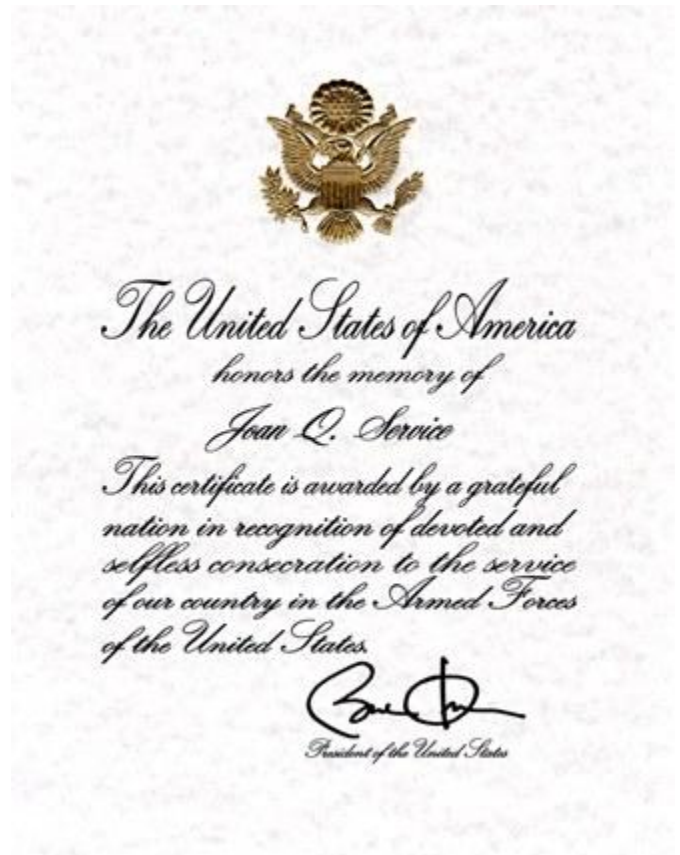 The United States of America
honors the memory of
Joan Q. Service
This certificate is awarded by a grateful
nation in recognition of devoted and
selfless consecration to the service
of our country in the Armed Forces
of the United States.
President of the United States